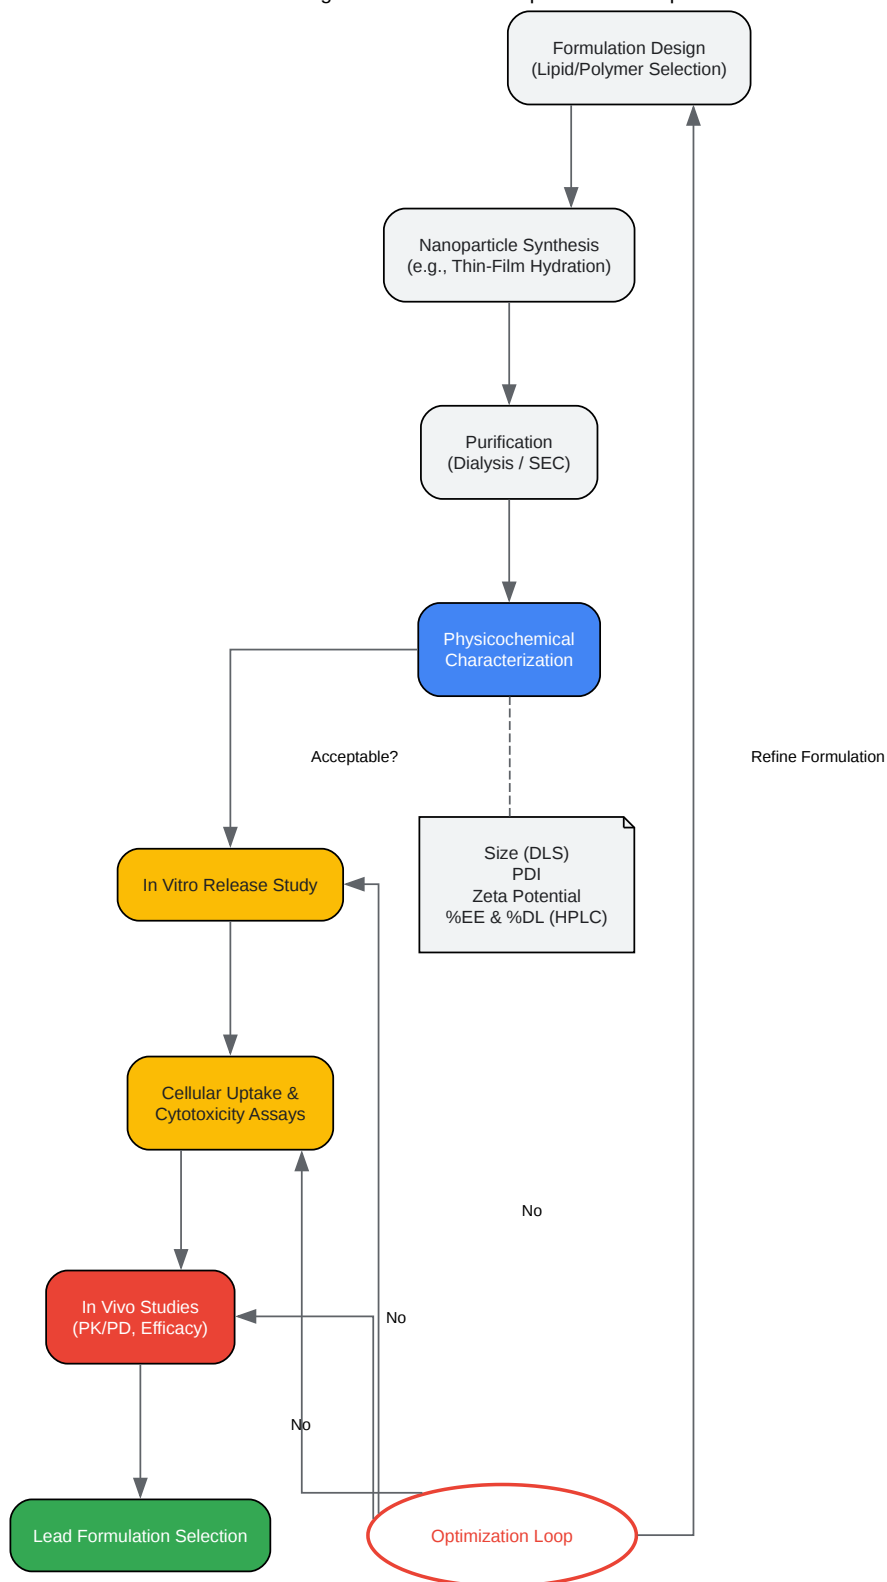 Formulation Design
(Lipid/Polymer Selection)
Nanoparticle Synthesis
(e.g., Thin-Film Hydration)
Purification
(Dialysis / SEC)
Physicochemical
Characterization
Acceptable?
Refine Formulation
Size (DLS)
PDI
Zeta Potential
%EE & %DL (HPLC)
In Vitro Release Study
Cellular Uptake &
Cytotoxicity Assays
No
In Vivo Studies
(PK/PD, Efficacy)
No
No
Lead Formulation Selection
Optimization Loop